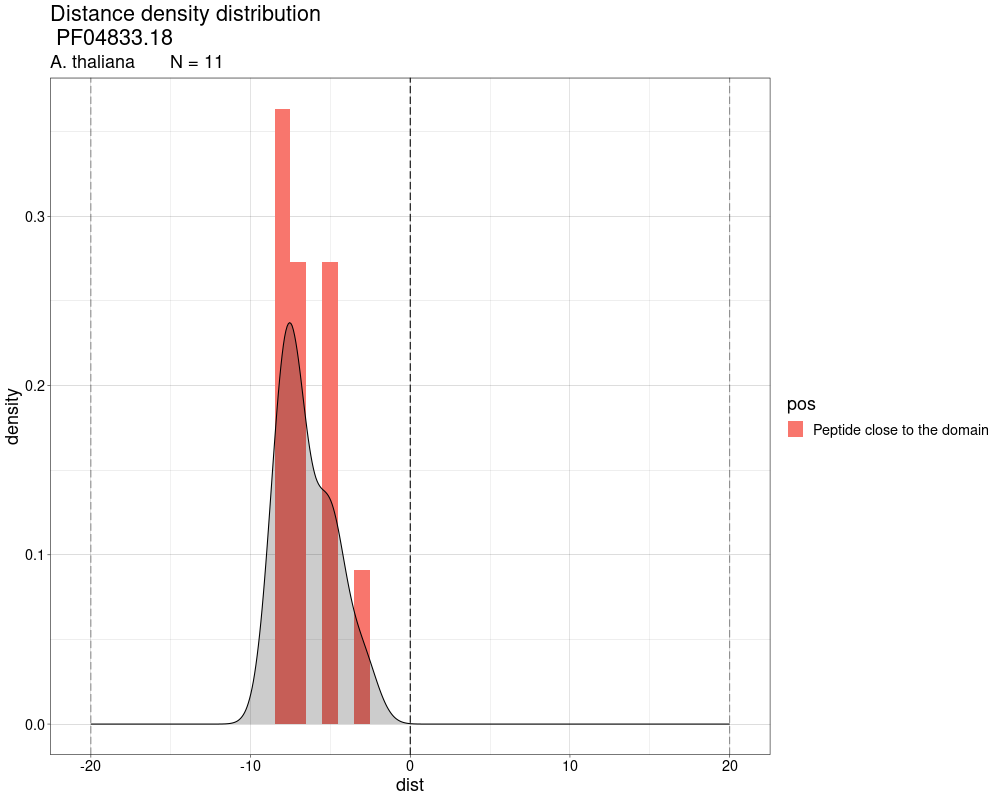 Distance density distribution
PF04833.18
A. thaliana N = 11
0.3
0.2
0.1
0.0
density
-20 -10 0 10 20
dist
pos
Peptide close to the domain